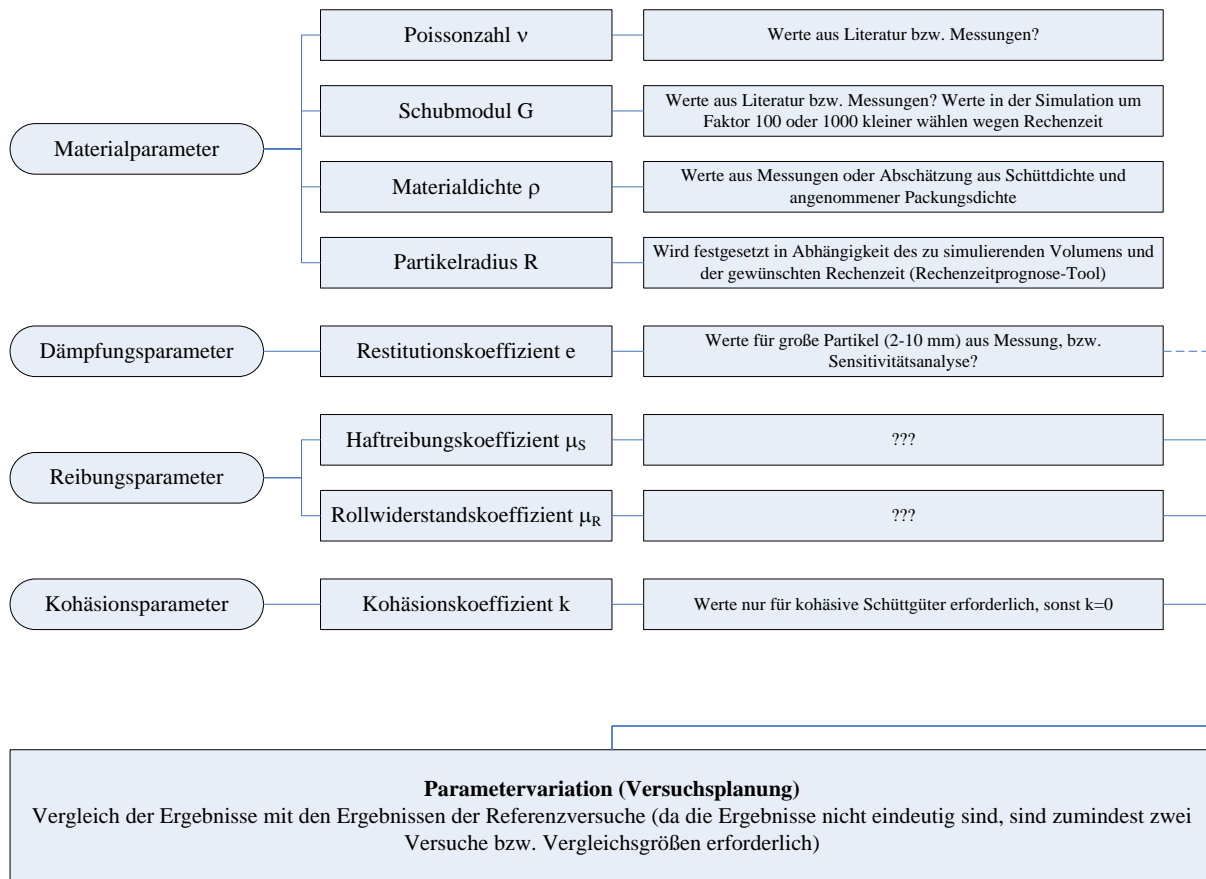 Poissonzahl ν
Werte aus Literatur bzw. Messungen?
Materialparameter
Schubmodul G
Werte aus Literatur bzw. Messungen? Werte in der Simulation um
Faktor 100 oder 1000 kleiner wählen wegen Rechenzeit
Materialdichte ρ
Werte aus Messungen oder Abschätzung aus Schüttdichte und
angenommener Packungsdichte
Partikelradius R
Wird festgesetzt in Abhängigkeit des zu simulierenden Volumens und
der gewünschten Rechenzeit (Rechenzeitprognose-Tool)
Dämpfungsparameter
Restitutionskoeffizient e
Werte für große Partikel (2-10 mm) aus Messung, bzw.
Sensitivitätsanalyse?
Reibungsparameter
Haftreibungskoeffizient μS
???
Rollwiderstandskoeffizient μR
???
Kohäsionsparameter
Kohäsionskoeffizient k
Werte nur für kohäsive Schüttgüter erforderlich, sonst k=0
Parametervariation (Versuchsplanung)
Vergleich der Ergebnisse mit den Ergebnissen der Referenzversuche (da die Ergebnisse nicht eindeutig sind, sind zumindest zwei
Versuche bzw. Vergleichsgrößen erforderlich)